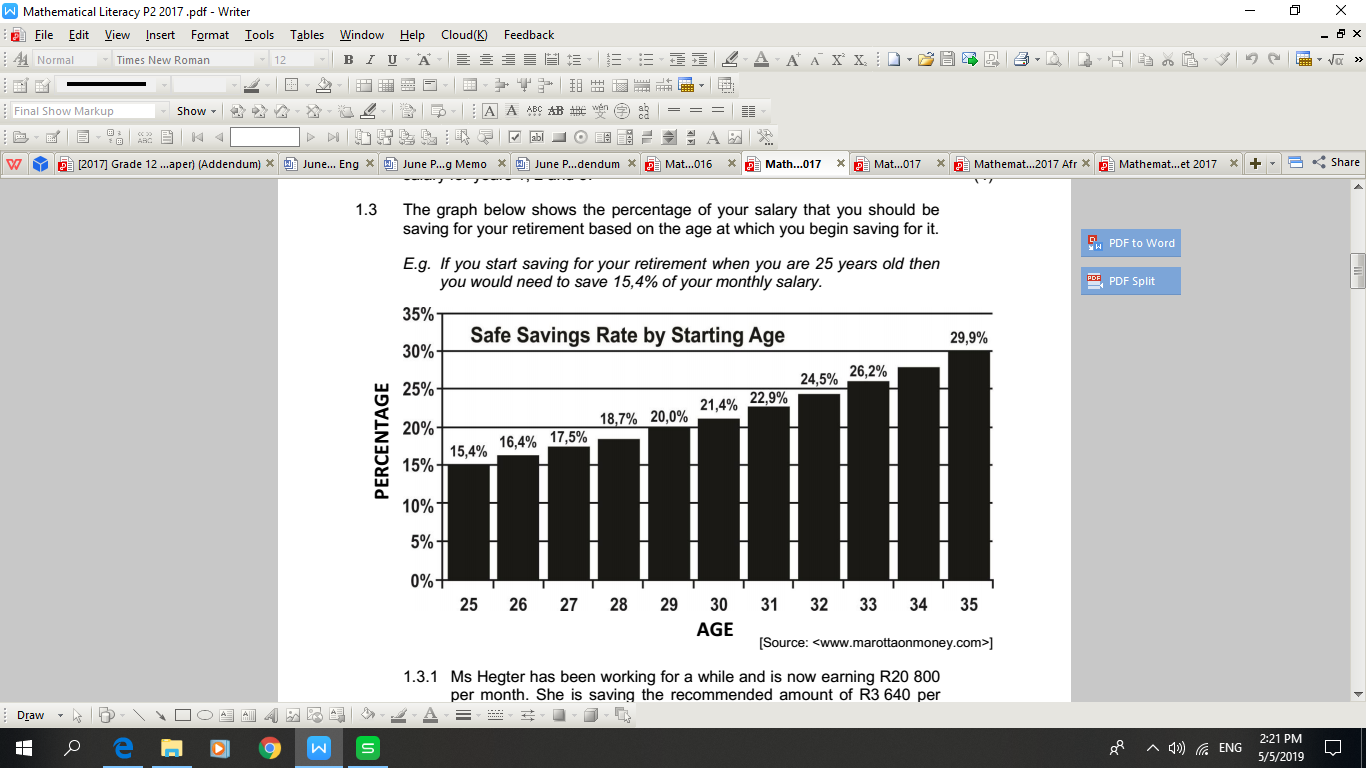 Mathematical Literacy P2 2017 .pdf - Writer
File Edit View Insert Format Tools Tables Window Help Cloud(K) Feedback
Normal Times New Roman 12
Final Show Markup Show
[2017] Grade 12 ...aper) (Addendum) June... Eng June P...g Memo June P...dendum Mat...016 Math...017 Mat...017 Mathemat...2017 Afr Mathemat...et 2017 Share
1.3 The graph below shows the percentage of your salary that you should be
saving for your retirement based on the age at which you begin saving for it.
PDF to Word
E.g. If you start saving for your retirement when you are 25 years old then
you would need to save 15,4% of your monthly salary.
PDF Split
Safe Savings Rate by Starting Age
PERCENTAGE
35%
30%
25%
20%
15%
10%
5%
0%
15,4%
16,4%
17,5%
18,7%
20,0%
21,4%
22,9%
24,5%
26,2%
29,9%
25 26 27 28 29 30 31 32 33 34 35
AGE
[Source: <www.marottaonmoney.com>]
1.3.1 Ms Hegter has been working for a while and is now earning R20 800
per month. She is saving the recommended amount of R3 640 per
Draw
ENG
2:21 PM
5/5/2019